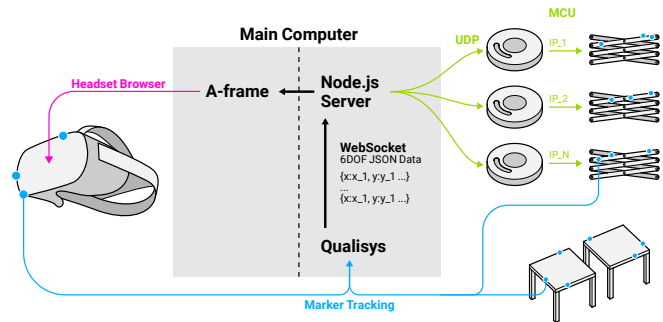 MCU
Main Computer
UDP
IP_1
Headset Browser
A-frame
Node.js
Server
IP_2
WebSocket
6DOF JSON Data
{x:x_1, y:y_1 ...}
...
{x:x_1, y:y_1 ...}
IP_N
Qualisys
Marker Tracking